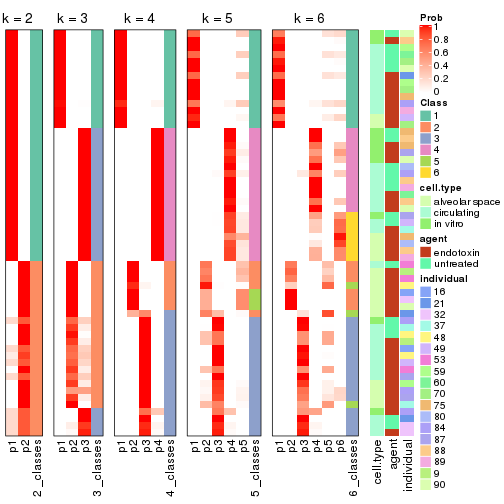 k = 2
k = 3
k = 4
k = 5
k = 6
Prob
1
0.8
0.6
0.4
0.2
0
Class
1
2
3
4
5
6
cell.type
alveolar space
circulating
in vitro
agent
endotoxin
untreated
individual
16
21
32
37
48
49
53
59
60
70
75
80
84
87
88
89
9
90
p1
p2
2_classes
p1
p2
p3
3_classes
p1
p2
p3
p4
4_classes
p1
p2
p3
p4
p5
5_classes
p1
p2
p3
p4
p5
p6
6_classes
cell.type
agent
individual